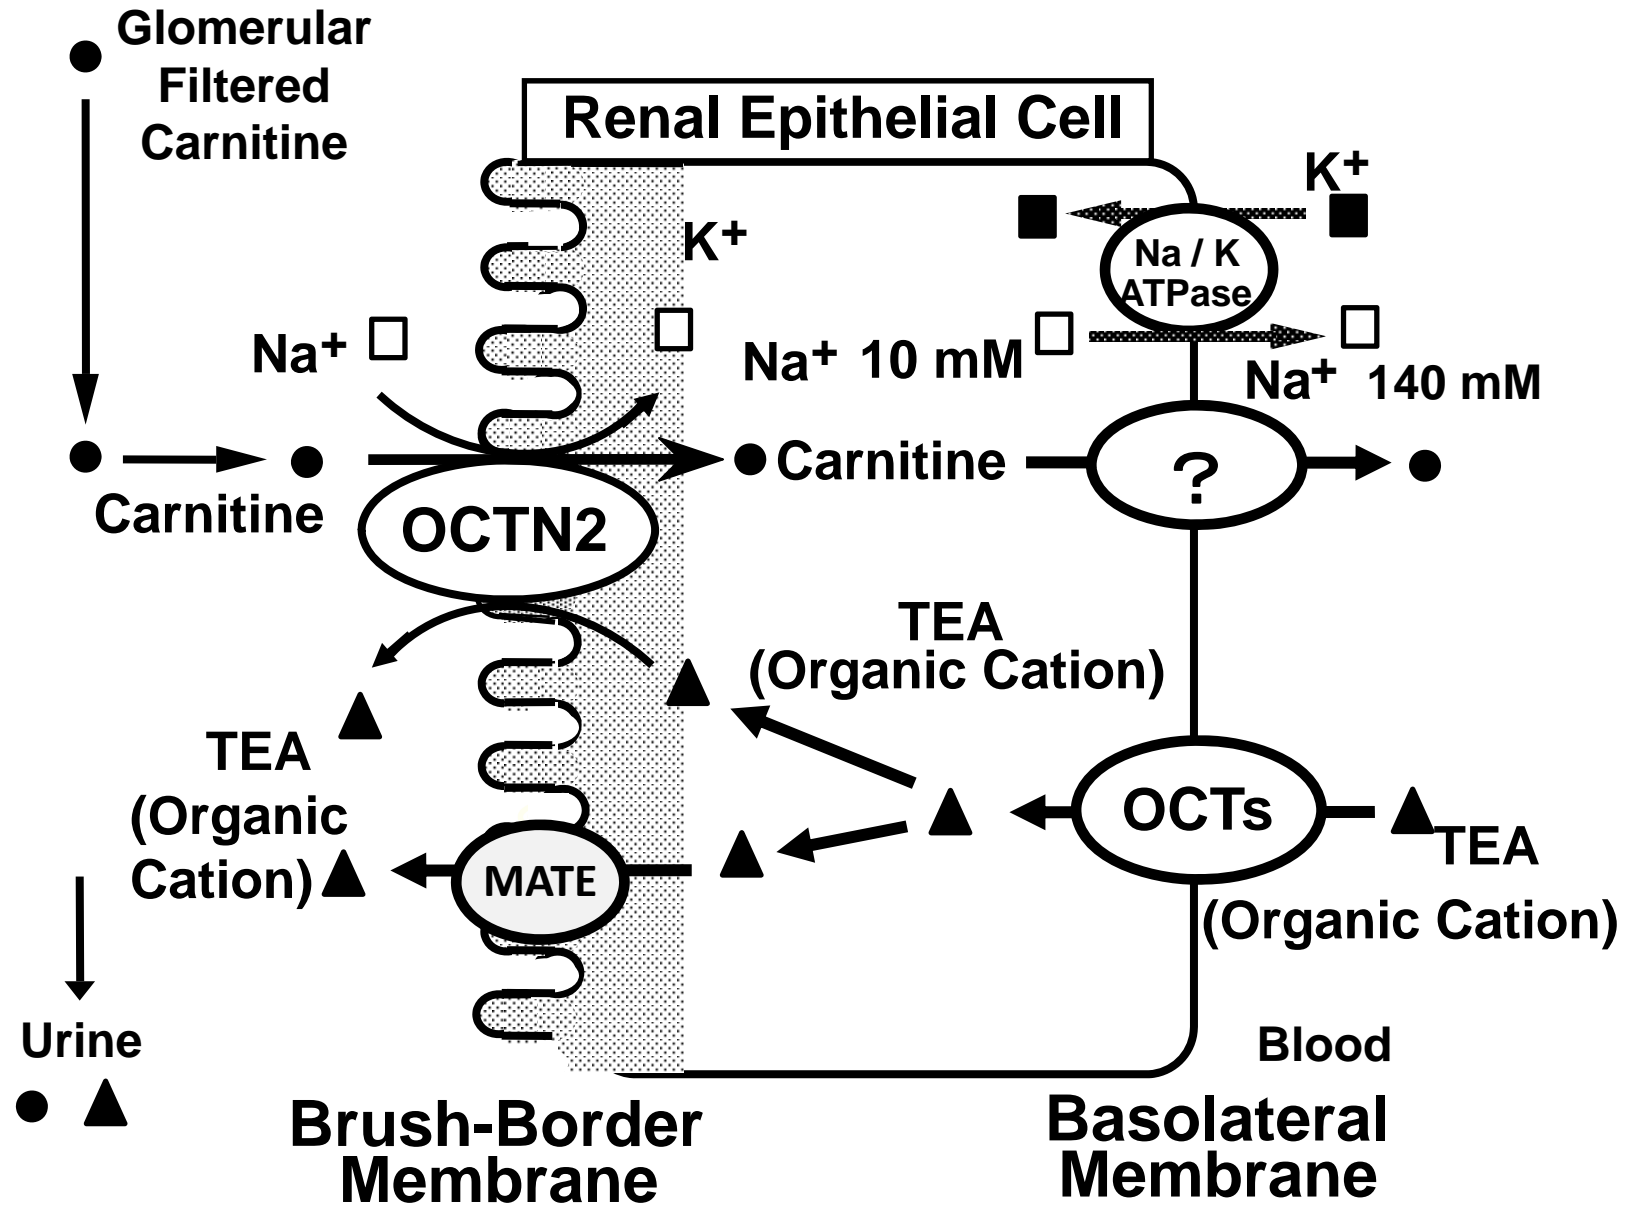 Glomerular
Filtered
Carnitine
Renal Epithelial Cell
K+
K+
Na / K
ATPase
Na+
Na+ 10 mM
Na+ 140 mM
Carnitine
Carnitine
?
OCTN2
TEA
(Organic Cation)
TEA
(Organic
Cation)
OCTs
TEA
(Organic Cation)
MATE
Urine
Blood
Brush-Border
Membrane
Basolateral
Membrane